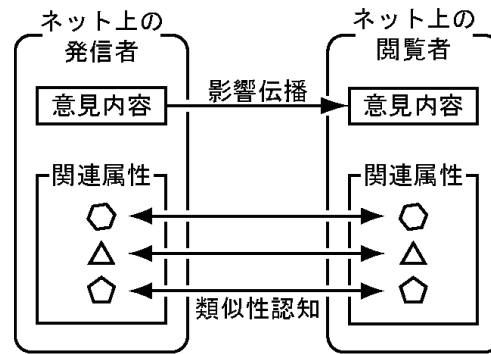 ネット上の
発信者
ネット上の
閲覧者
意見内容
影響伝播
意見内容
関連属性
関連属性
類似性認知